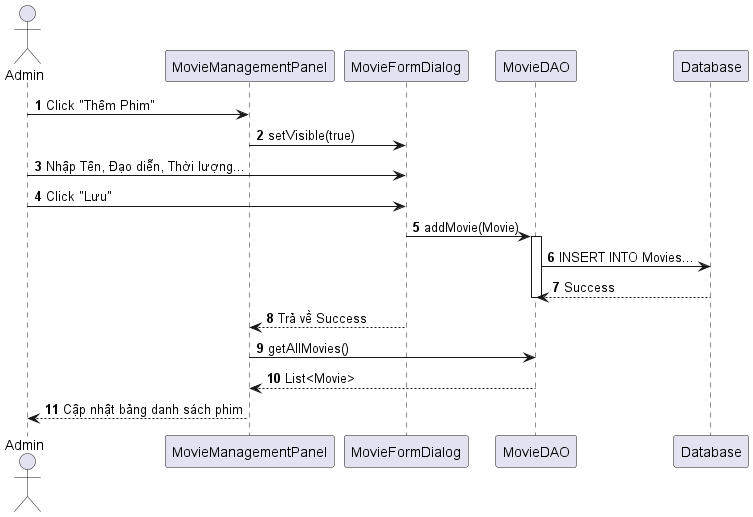 Admin
MovieManagementPanel
MovieFormDialog
MovieDAO
Database
1 Click "Thêm Phim"
2 setVisible(true)
3 Nhập Tên, Đạo diễn, Thời lượng...
4 Click "Lưu"
5 addMovie(Movie)
6 INSERT INTO Movies...
7 Success
8 Trả về Success
9 getAllMovies()
10 List<Movie>
11 Cập nhật bảng danh sách phim
Admin
MovieManagementPanel
MovieFormDialog
MovieDAO
Database